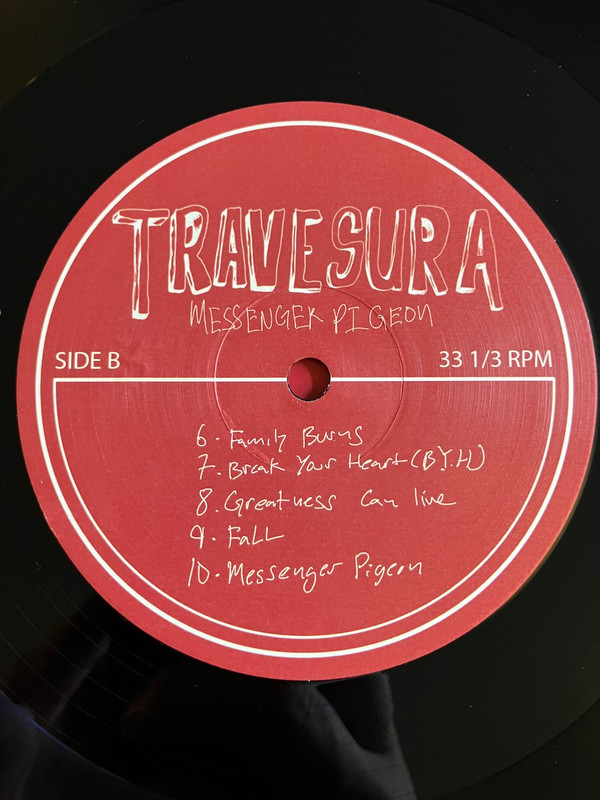 TRAVESURA
MESSENGER PIGEON
SIDE B
33 1/3 RPM
6. Family Burns
7. Break Your Heart (B.Y.H)
8. Greatness Can live
9. Fall
10. Messenger Pigeon